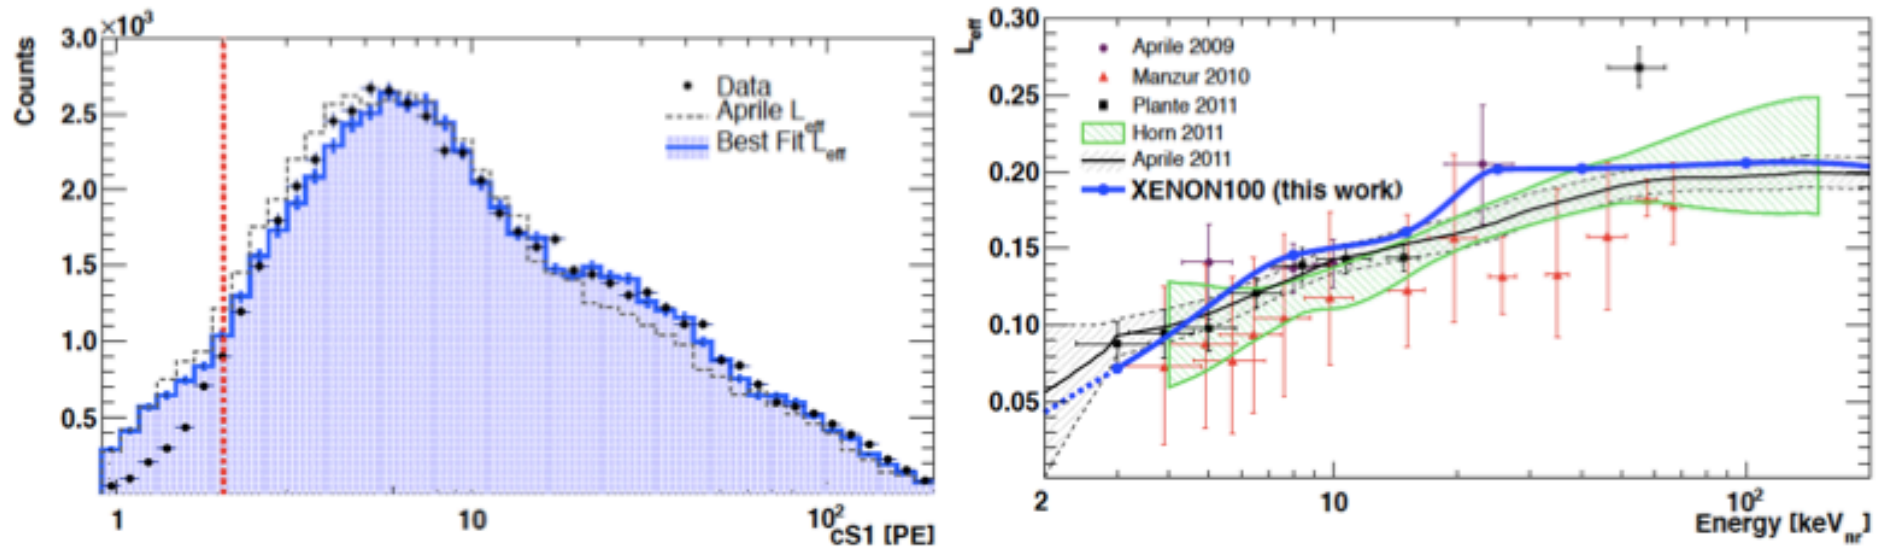 ×10³
3.0
2.5
2.0
1.5
1.0
0.5
Counts
Data
Aprile L_eff
Best Fit L_eff
1
10
10²
cS1 [PE]
L_eff
0.30
0.25
0.20
0.15
0.10
0.05
Aprile 2009
Manzur 2010
Plante 2011
Horn 2011
Aprile 2011
XENON100 (this work)
2
10
10²
Energy [keV_nr]